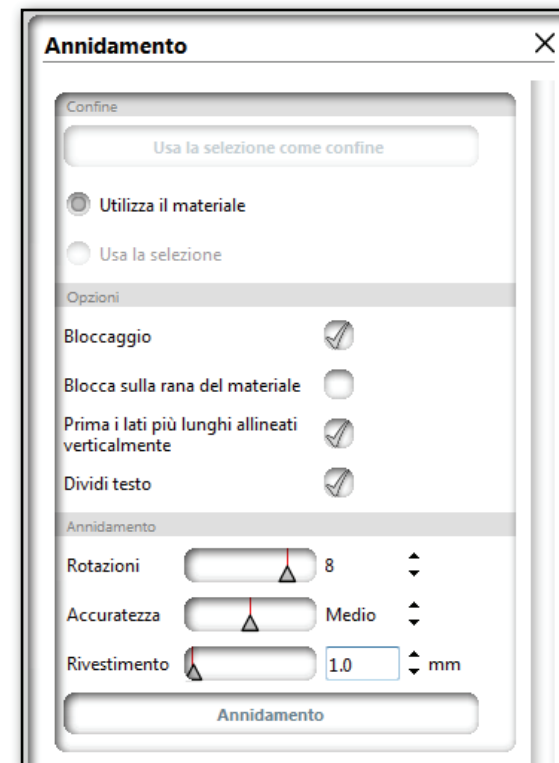 Annidamento
Confine
Usa la selezione come confine
Utilizza il materiale
Usa la selezione
Opzioni
Bloccaggio
Blocca sulla rana del materiale
Prima i lati più lunghi allineati
verticalmente
Dividi testo
Annidamento
Rotazioni 8
Accuratezza Medio
Rivestimento 1.0 mm
Annidamento